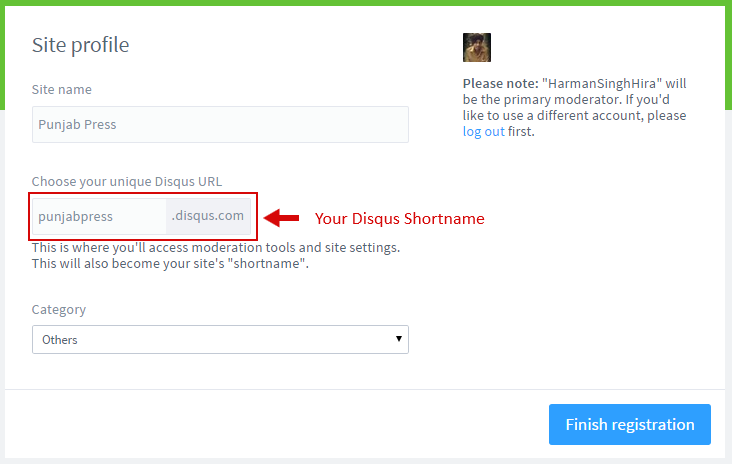 Site profile
Site name
Punjab Press
Choose your unique Disqus URL
punjabpress .disqus.com
Your Disqus Shortname
This is where you'll access moderation tools and site settings.
This will also become your site's "shortname".
Category
Others
Please note: "HarmanSinghHira" will
be the primary moderator. If you'd
like to use a different account, please
log out first.
Finish registration